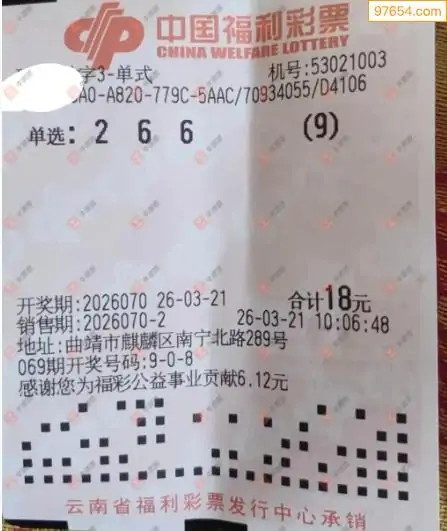 97654.com
中国福利彩票
CHINA WELFARE LOTTERY
字3-单式 机号:53021003
A0-A820-779C-5AAC/70934055/D4106
单选: 2 6 6 (9)
开奖期:2026070 26-03-21 合计18元
销售期:2026070-2 26-03-21 10:06:48
地址:曲靖市麒麟区南宁北路289号
069期开奖号码:9-0-8
感谢您为福彩公益事业贡献6.12元
云南省福利彩票发行中心承销